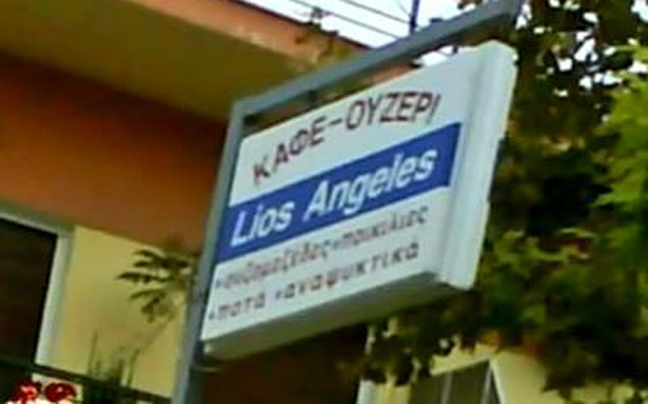 ΚΑΦΕ-ΟΥΖΕΡΙ
Lios Angeles
•ουζομεζέδες •ποικιλίες
•ποτά •αναψυκτικά